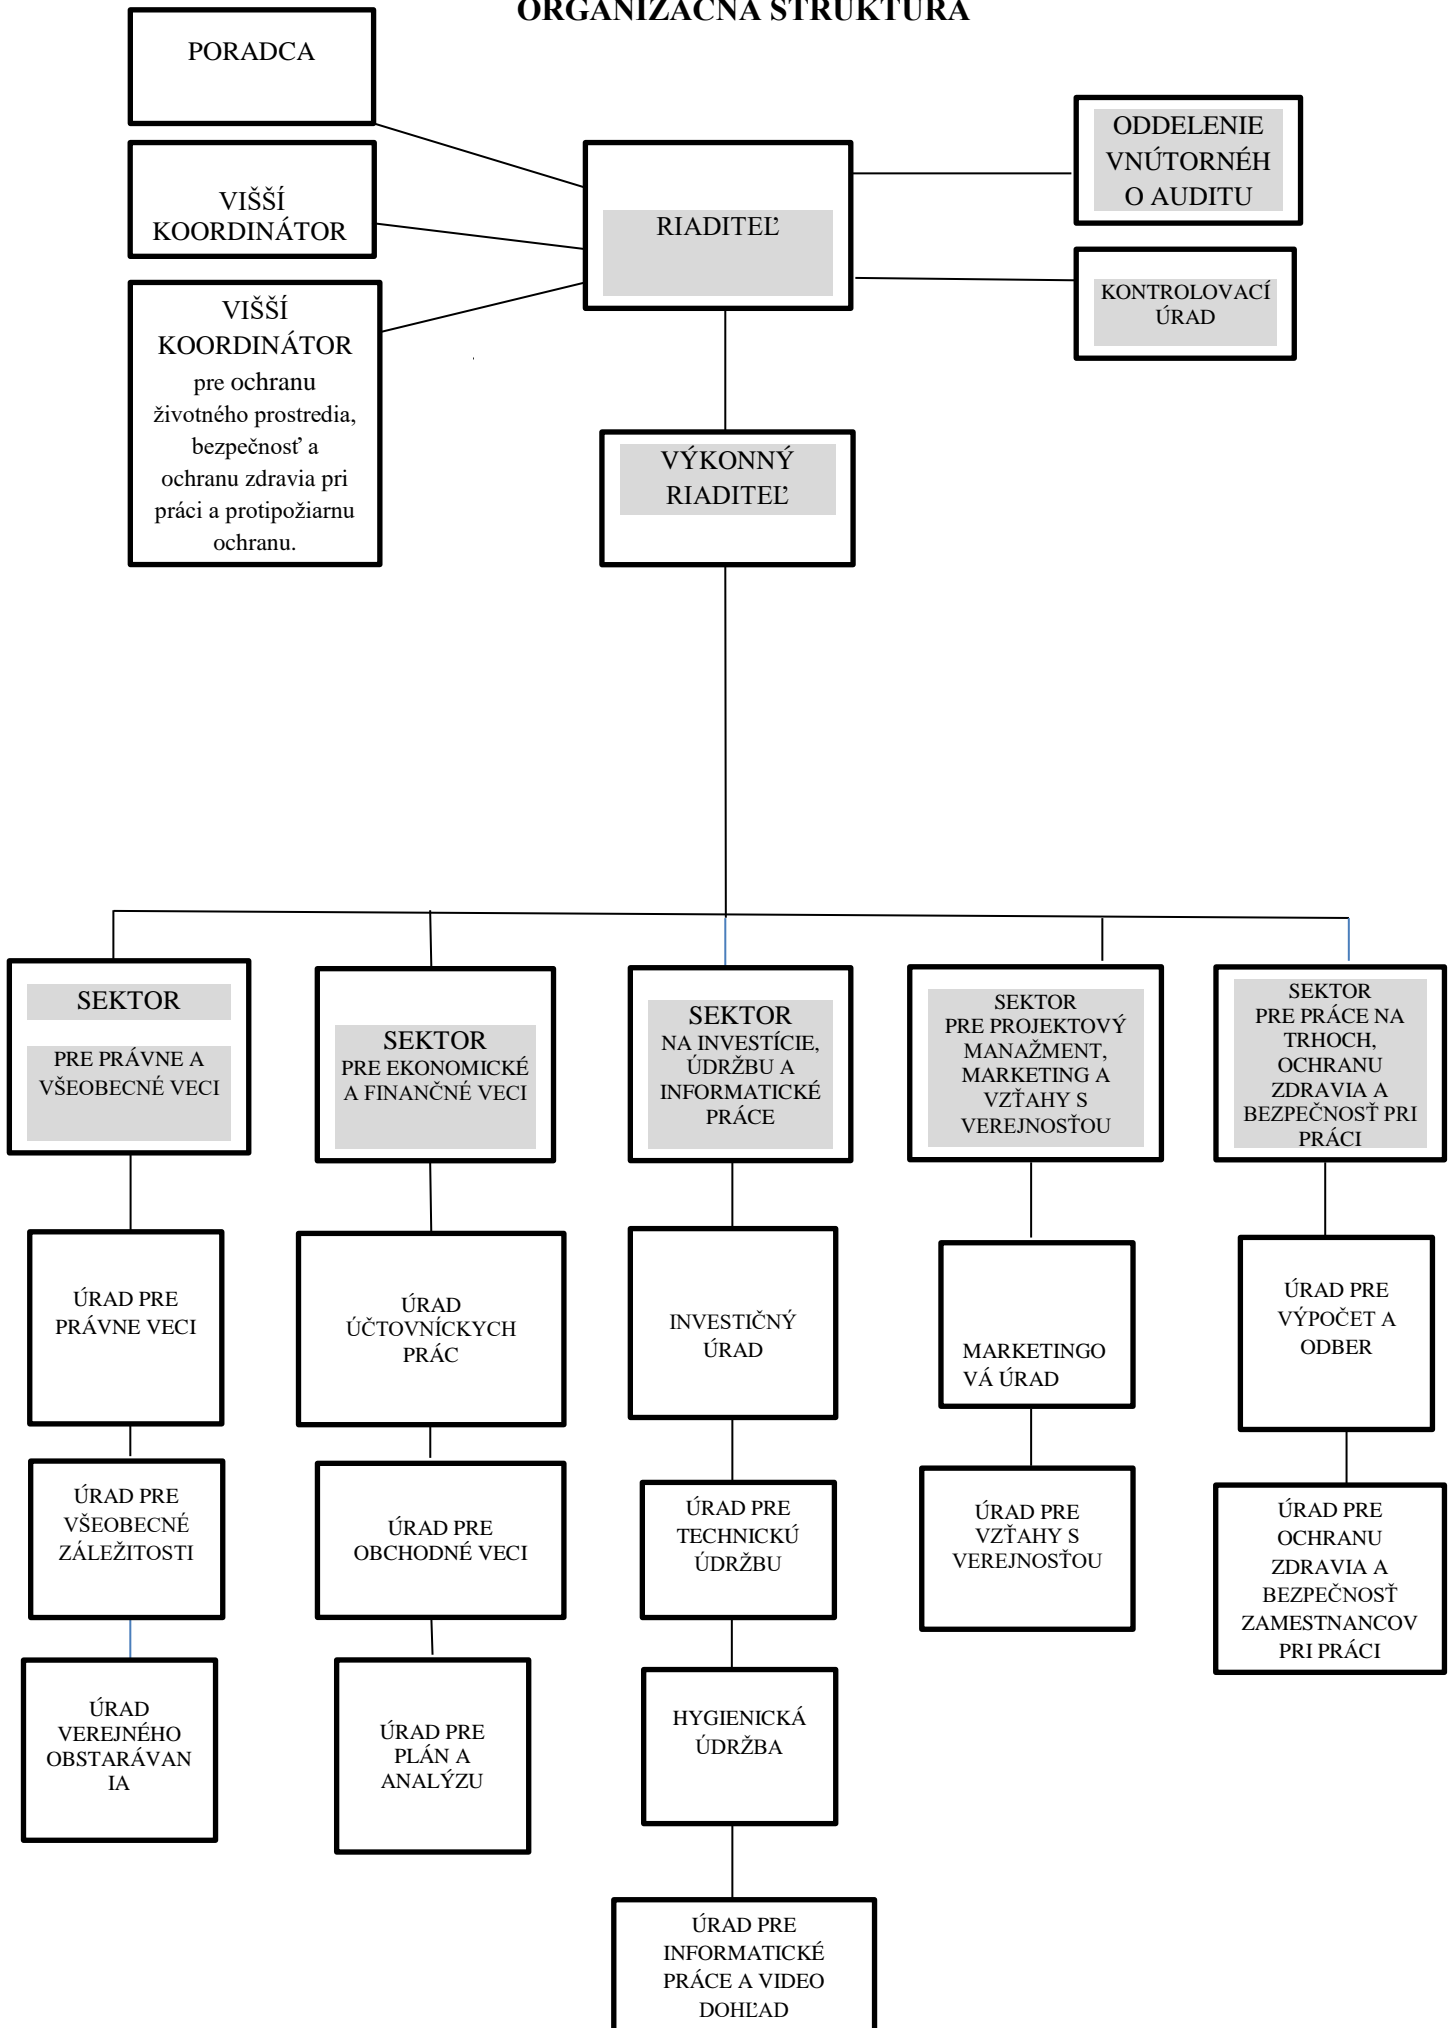 ORGANIZAČNÁ ŠTRUKTÚRA
PORADCA
VIŠŠÍ
KOORDINÁTOR
VIŠŠÍ
KOORDINÁTOR
pre ochranu
životného prostredia,
bezpečnosť a
ochranu zdravia pri
práci a protipožiarnu
ochranu.
RIADITEĽ
ODDELENIE
VNÚTORNÉH
O AUDITU
KONTROLOVACÍ
ÚRAD
VÝKONNÝ
RIADITEĽ
SEKTOR
PRE PRÁVNE A
VŠEOBECNÉ VECI
SEKTOR
PRE EKONOMICKÉ
A FINANČNÉ VECI
SEKTOR
NA INVESTÍCIE,
ÚDRŽBU A
INFORMATICKÉ
PRÁCE
SEKTOR
PRE PROJEKTOVÝ
MANAŽMENT,
MARKETING A
VZŤAHY S
VEREJNOSŤOU
SEKTOR
PRE PRÁCE NA
TRHOCH,
OCHRANU
ZDRAVIA A
BEZPEČNOSŤ PRI
PRÁCI
ÚRAD PRE
PRÁVNE VECI
ÚRAD
ÚČTOVNÍCKYCH
PRÁC
INVESTIČNÝ
ÚRAD
MARKETINGO
VÁ ÚRAD
ÚRAD PRE
VÝPOČET A
ODBER
ÚRAD PRE
VŠEOBECNÉ
ZÁLEŽITOSTI
ÚRAD PRE
OBCHODNÉ VECI
ÚRAD PRE
TECHNICKÚ
ÚDRŽBU
ÚRAD PRE
VZŤAHY S
VEREJNOSŤOU
ÚRAD PRE
OCHRANU
ZDRAVIA A
BEZPEČNOSŤ
ZAMESTNANCOV
PRI PRÁCI
ÚRAD
VEREJNÉHO
OBSTARÁVAN
IA
ÚRAD PRE
PLÁN A
ANALÝZU
HYGIENICKÁ
ÚDRŽBA
ÚRAD PRE
INFORMATICKÉ
PRÁCE A VIDEO
DOHĽAD